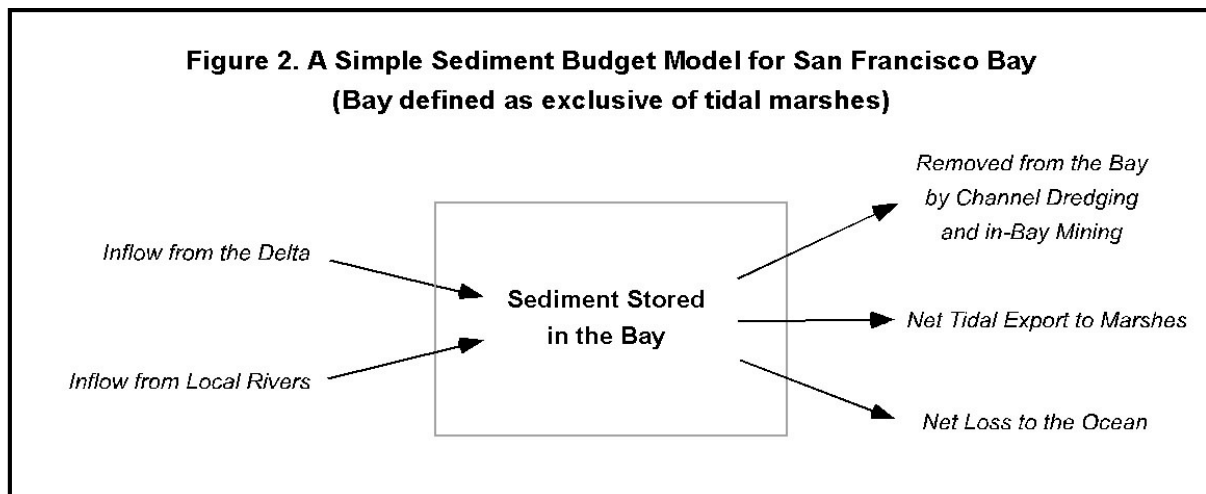 Figure 2. A Simple Sediment Budget Model for San Francisco Bay
(Bay defined as exclusive of tidal marshes)
Inflow from the Delta
Inflow from Local Rivers
Sediment Stored
in the Bay
Removed from the Bay
by Channel Dredging
and in-Bay Mining
Net Tidal Export to Marshes
Net Loss to the Ocean